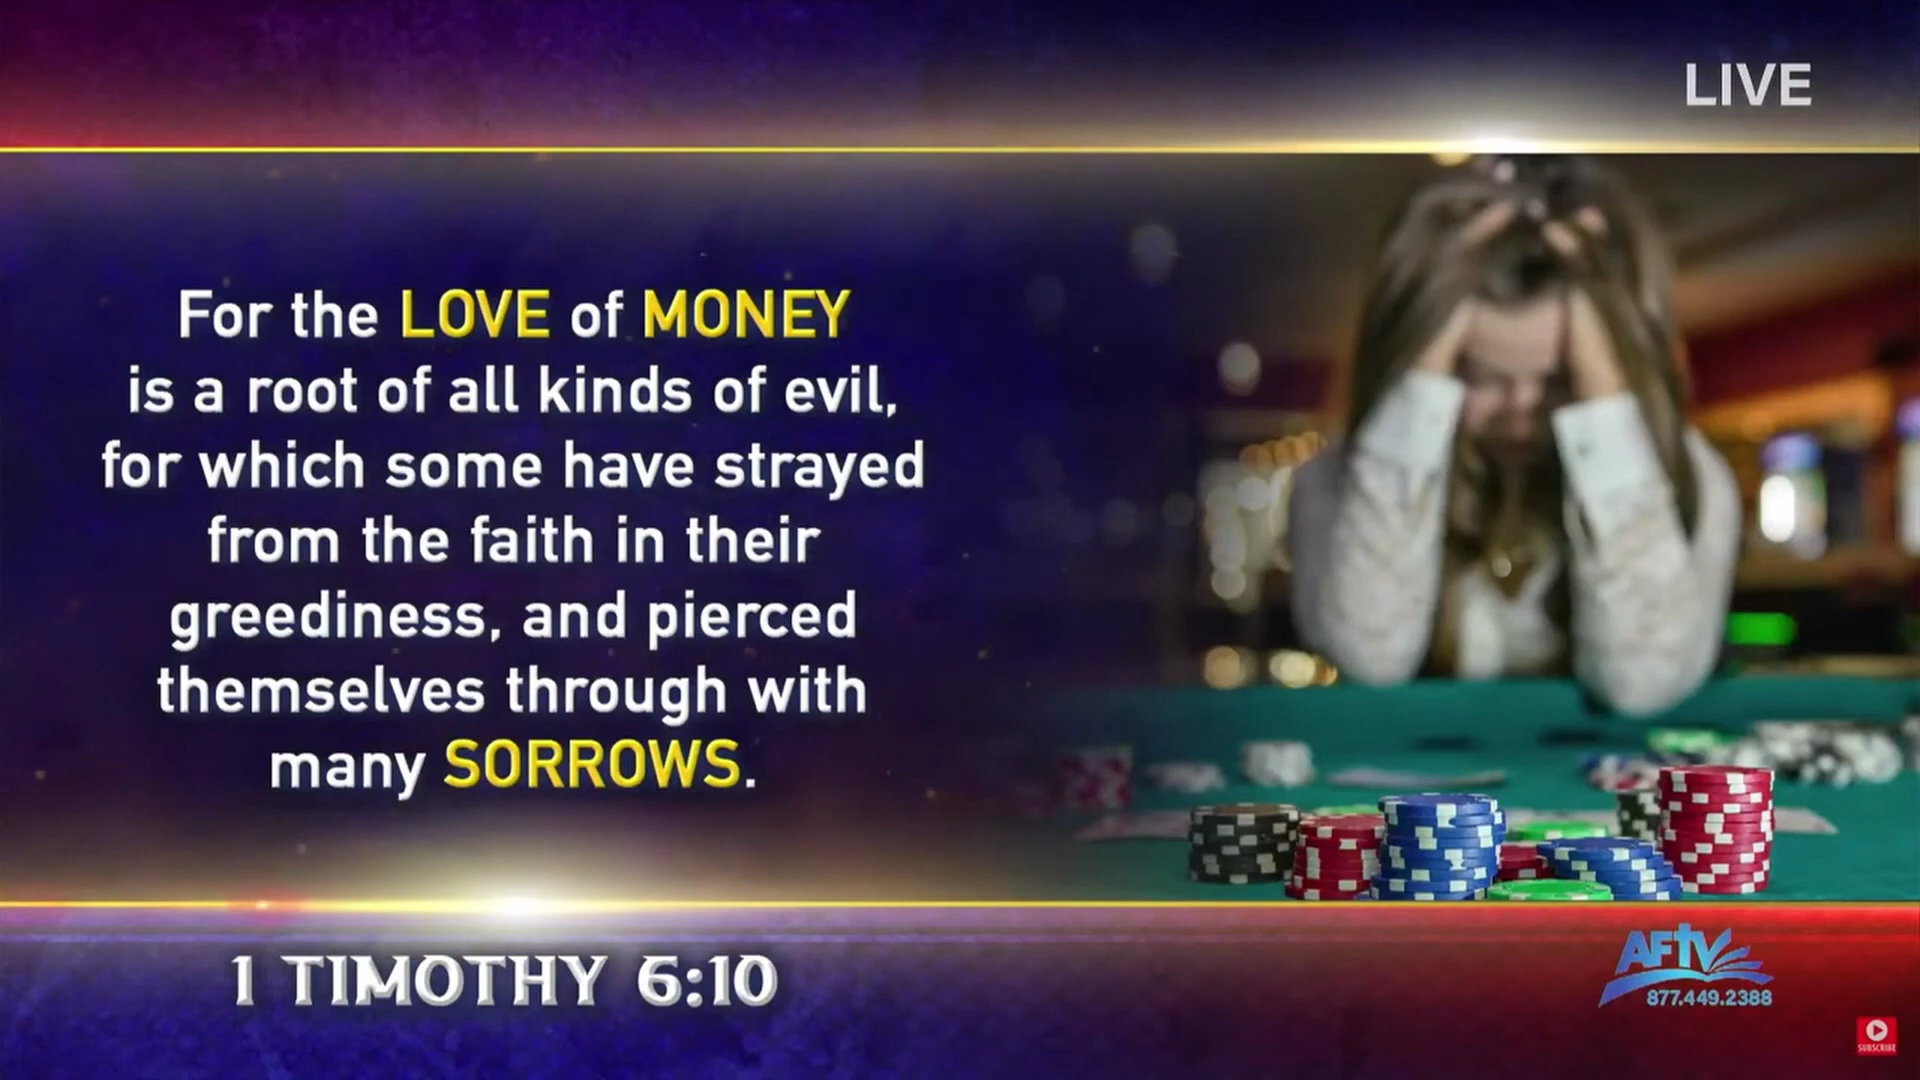 LIVE
For the LOVE of MONEY
is a root of all kinds of evil,
for which some have strayed
from the faith in their
greediness, and pierced
themselves through with
many SORROWS.
1 TIMOTHY 6:10
AFTV
877.449.2388
SUBSCRIBE